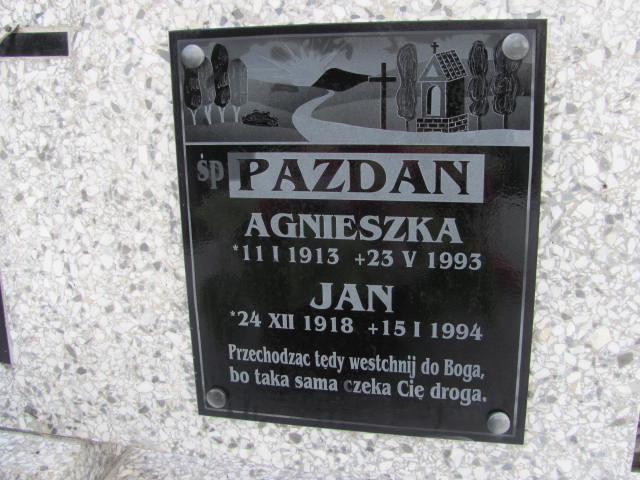 śp PAZDAN
AGNIESZKA
*11 I 1913 +23 V 1993
JAN
*24 XII 1918 +15 I 1994
Przechodząc tędy westchnij do Boga,
bo taka sama czeka Cię droga.